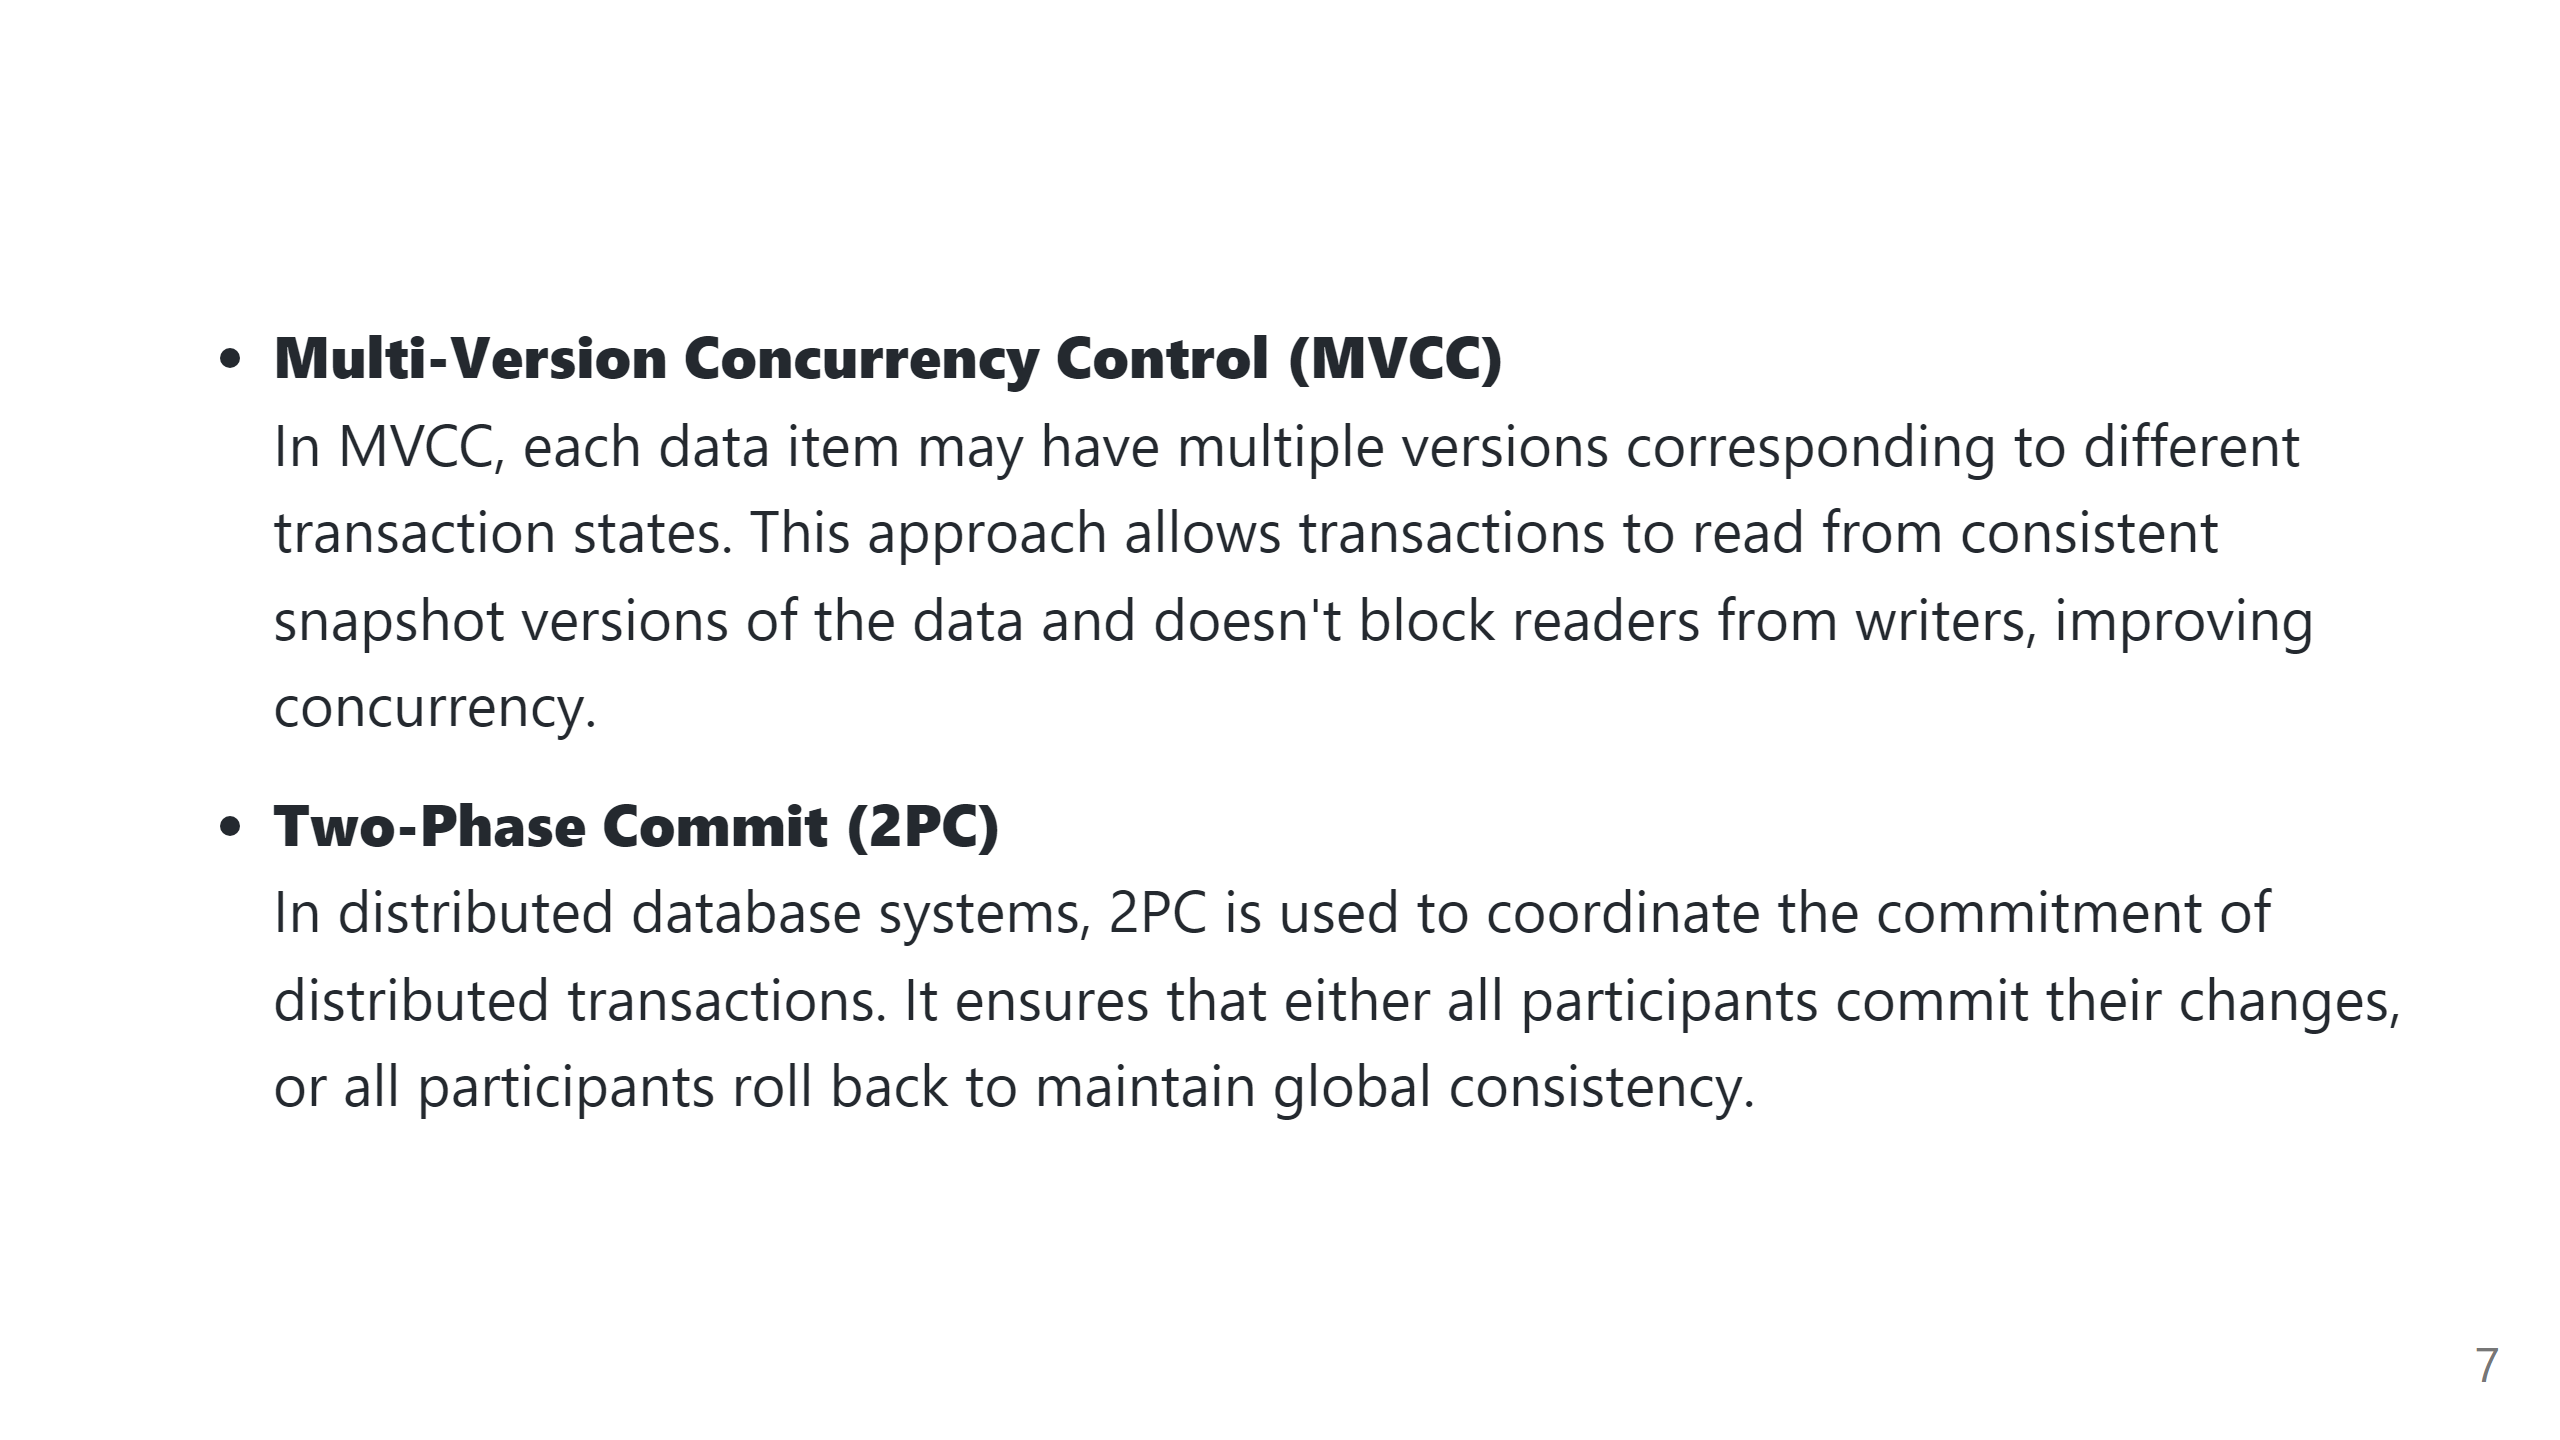 • Multi-Version Concurrency Control (MVCC)
In MVCC, each data item may have multiple versions corresponding to different
transaction states. This approach allows transactions to read from consistent
snapshot versions of the data and doesn't block readers from writers, improving
concurrency.
• Two-Phase Commit (2PC)
In distributed database systems, 2PC is used to coordinate the commitment of
distributed transactions. It ensures that either all participants commit their changes,
or all participants roll back to maintain global consistency.
7